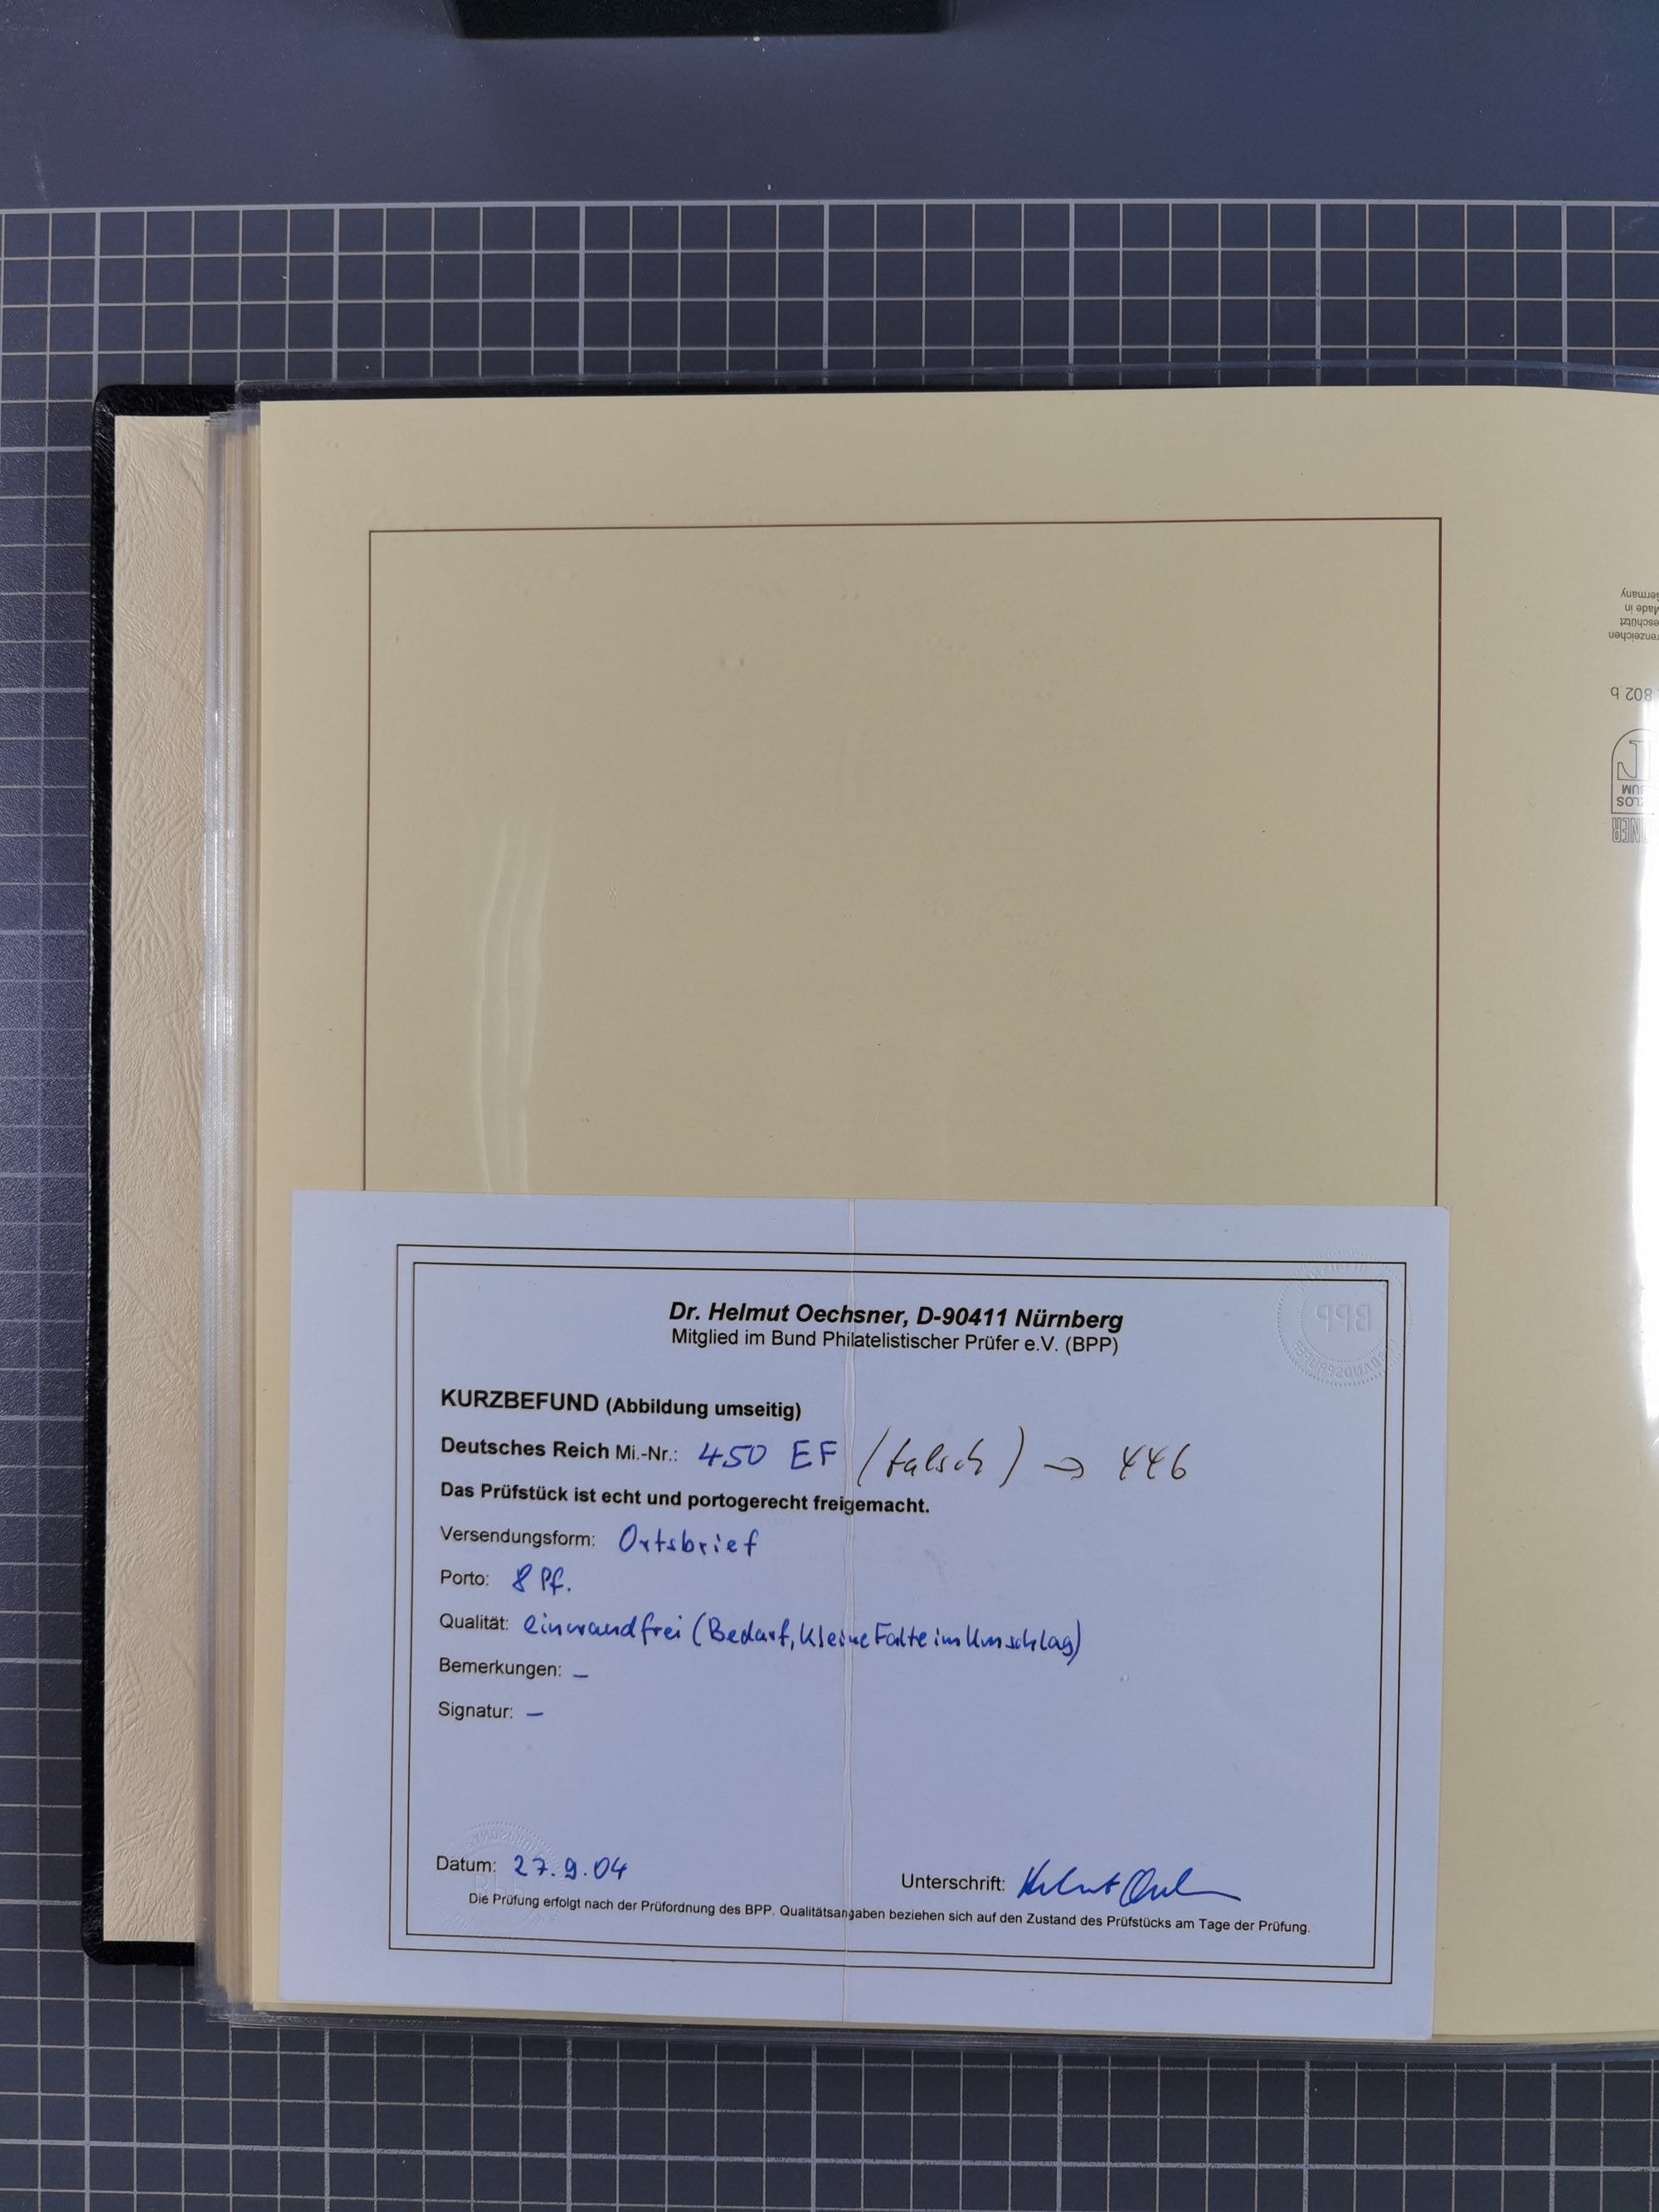 Dr. Helmut Oechsner, D-90411 Nürnberg
Mitglied im Bund Philatelistischer Prüfer e.V. (BPP)
BPP
KURZBEFUND (Abbildung umseitig)
Deutsches Reich Mi.-Nr.: 450 EF (falsch) → 446
Das Prüfstück ist echt und portogerecht freigemacht.
Versendungsform: Ortsbrief
Porto: 8 Pf.
Qualität: einwandfrei (Bedarf, kleine Falte im Umschlag)
Bemerkungen: –
Signatur: –
Datum: 27.9.04
Unterschrift:
Die Prüfung erfolgt nach der Prüfordnung des BPP. Qualitätsangaben beziehen sich auf den Zustand des Prüfstücks am Tage der Prüfung.
802 b
Made in